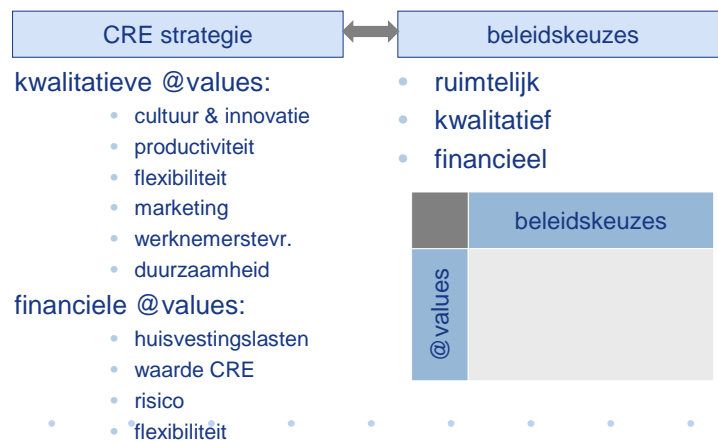 CRE strategie
kwalitatieve @values:
• cultuur & innovatie
• productiviteit
• flexibiliteit
• marketing
• werknemerstevr.
• duurzaamheid
financiele @values:
• huisvestingslasten
• waarde CRE
• risico
• flexibiliteit
beleidskeuzes
• ruimtelijk
• kwalitatief
• financieel
beleidskeuzes
@values